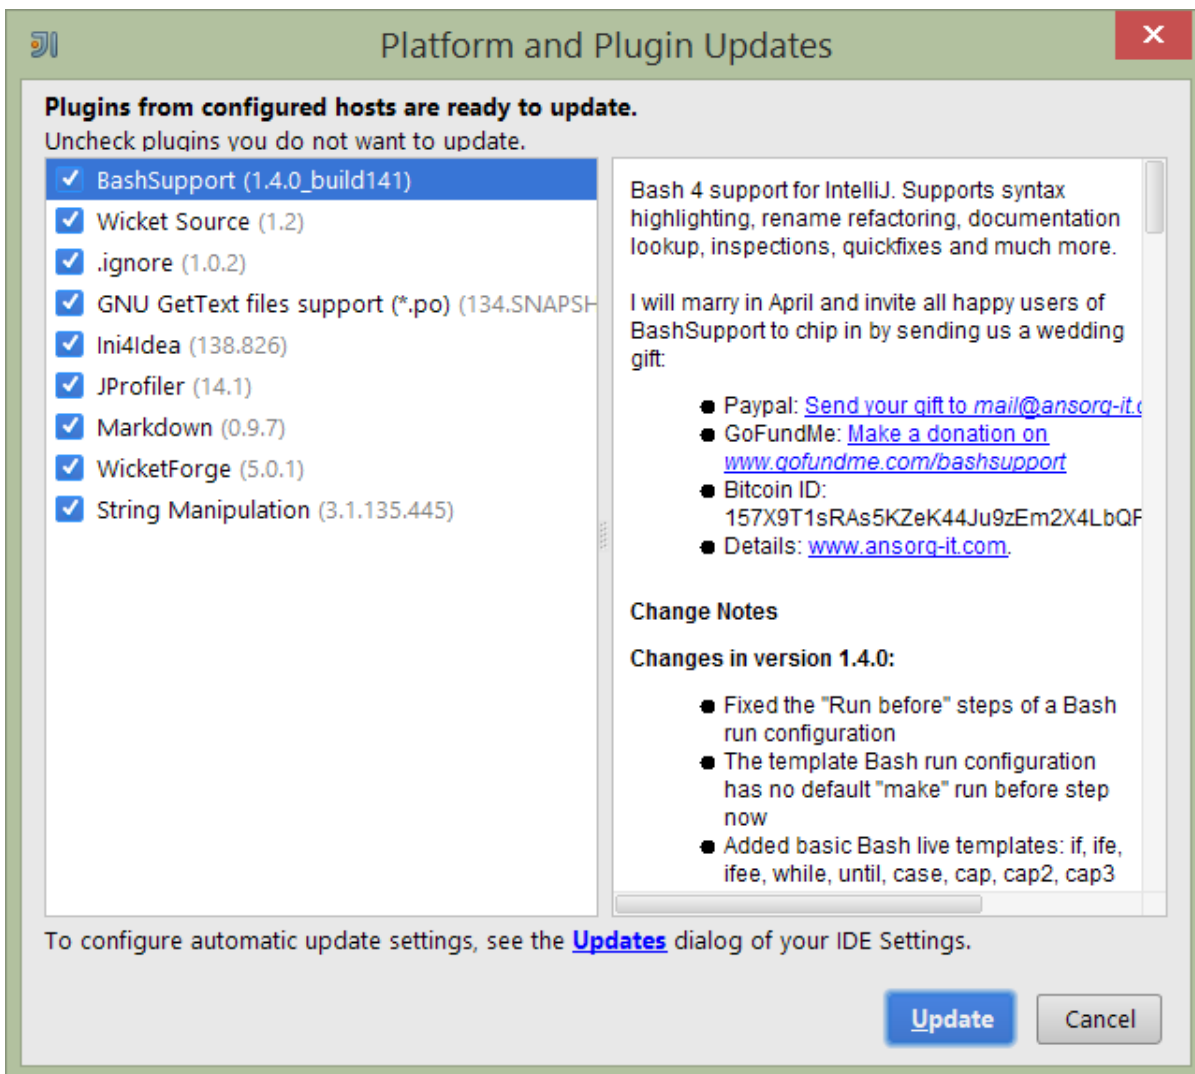 Platform and Plugin Updates
Plugins from configured hosts are ready to update.
Uncheck plugins you do not want to update.
BashSupport (1.4.0_build141)
Wicket Source (1.2)
.ignore (1.0.2)
GNU GetText files support (*.po) (134.SNAPSH
Ini4Idea (138.826)
JProfiler (14.1)
Markdown (0.9.7)
WicketForge (5.0.1)
String Manipulation (3.1.135.445)
Bash 4 support for IntelliJ. Supports syntax
highlighting, rename refactoring, documentation
lookup, inspections, quickfixes and much more.
I will marry in April and invite all happy users of
BashSupport to chip in by sending us a wedding
gift:
Paypal: Send your gift to mail@ansorg-it.c
GoFundMe: Make a donation on
www.gofundme.com/bashsupport
Bitcoin ID:
157X9T1sRAs5KZeK44Ju9zEm2X4LbQF
Details: www.ansorg-it.com.
Change Notes
Changes in version 1.4.0:
Fixed the "Run before" steps of a Bash
run configuration
The template Bash run configuration
has no default "make" run before step
now
Added basic Bash live templates: if, ife,
ifee, while, until, case, cap, cap2, cap3
To configure automatic update settings, see the Updates dialog of your IDE Settings.
Update
Cancel